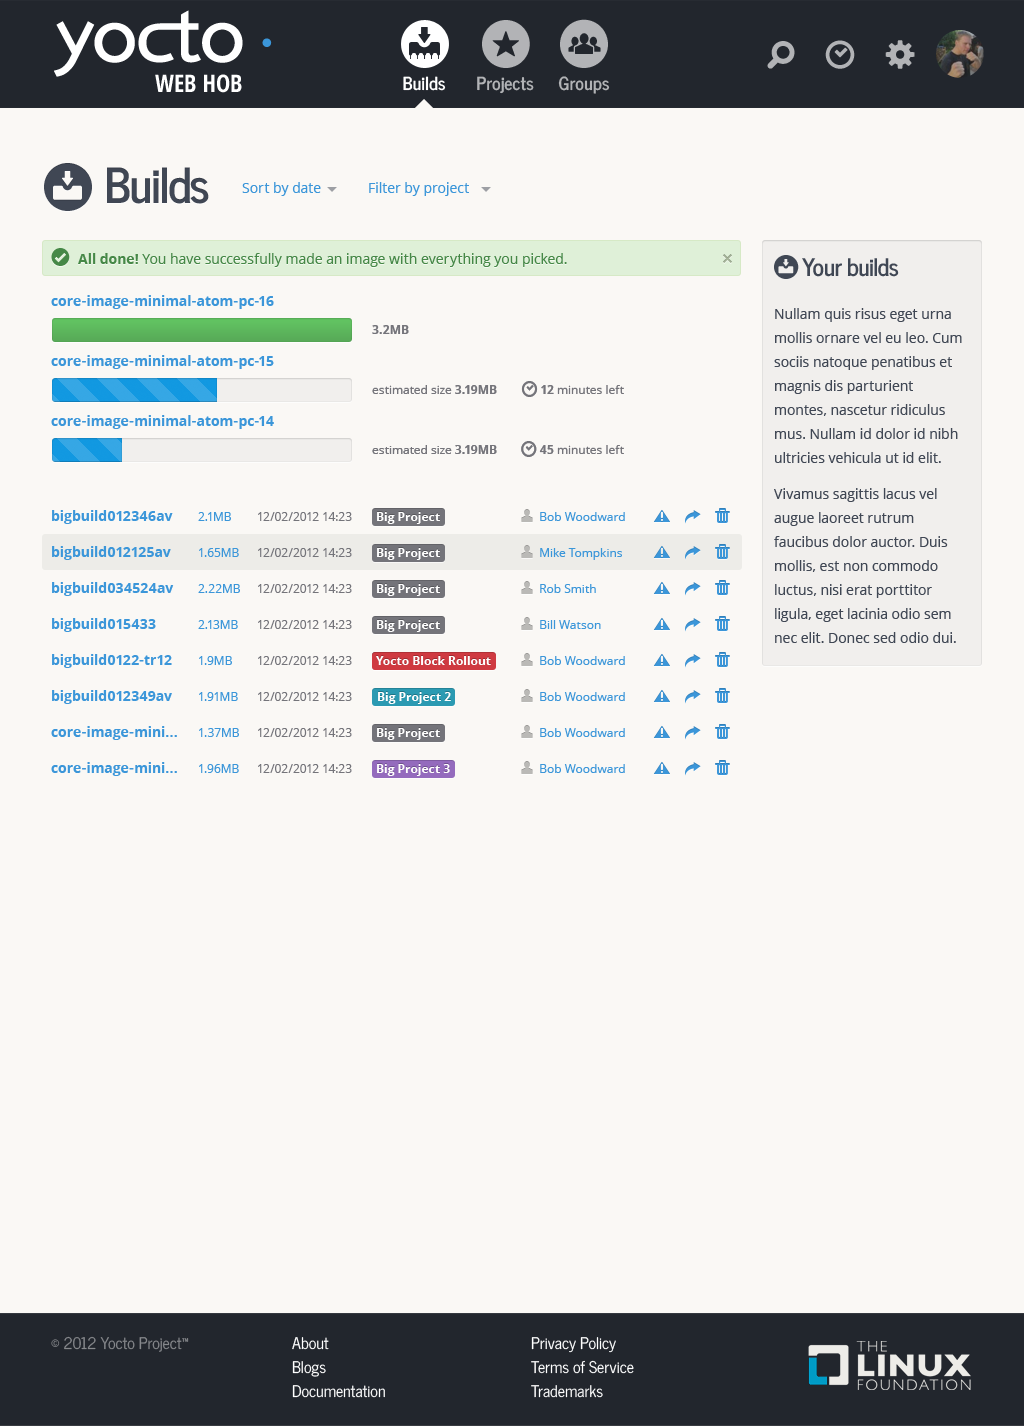 yocto
WEB HOB
Builds Projects Groups
Builds Sort by date Filter by project
All done! You have successfully made an image with everything you picked. ×
core-image-minimal-atom-pc-16
3.2MB
core-image-minimal-atom-pc-15
estimated size 3.19MB 12 minutes left
core-image-minimal-atom-pc-14
estimated size 3.19MB 45 minutes left
bigbuild012346av 2.1MB 12/02/2012 14:23 Big Project Bob Woodward
bigbuild012125av 1.65MB 12/02/2012 14:23 Big Project Mike Tompkins
bigbuild034524av 2.22MB 12/02/2012 14:23 Big Project Rob Smith
bigbuild015433 2.13MB 12/02/2012 14:23 Big Project Bill Watson
bigbuild0122-tr12 1.9MB 12/02/2012 14:23 Yocto Block Rollout Bob Woodward
bigbuild012349av 1.91MB 12/02/2012 14:23 Big Project 2 Bob Woodward
core-image-mini... 1.37MB 12/02/2012 14:23 Big Project Bob Woodward
core-image-mini... 1.96MB 12/02/2012 14:23 Big Project 3 Bob Woodward
Your builds
Nullam quis risus eget urna
mollis ornare vel eu leo. Cum
sociis natoque penatibus et
magnis dis parturient
montes, nascetur ridiculus
mus. Nullam id dolor id nibh
ultricies vehicula ut id elit.
Vivamus sagittis lacus vel
augue laoreet rutrum
faucibus dolor auctor. Duis
mollis, est non commodo
luctus, nisi erat porttitor
ligula, eget lacinia odio sem
nec elit. Donec sed odio dui.
© 2012 Yocto Project™
About
Blogs
Documentation
Privacy Policy
Terms of Service
Trademarks
THE
LINUX
FOUNDATION